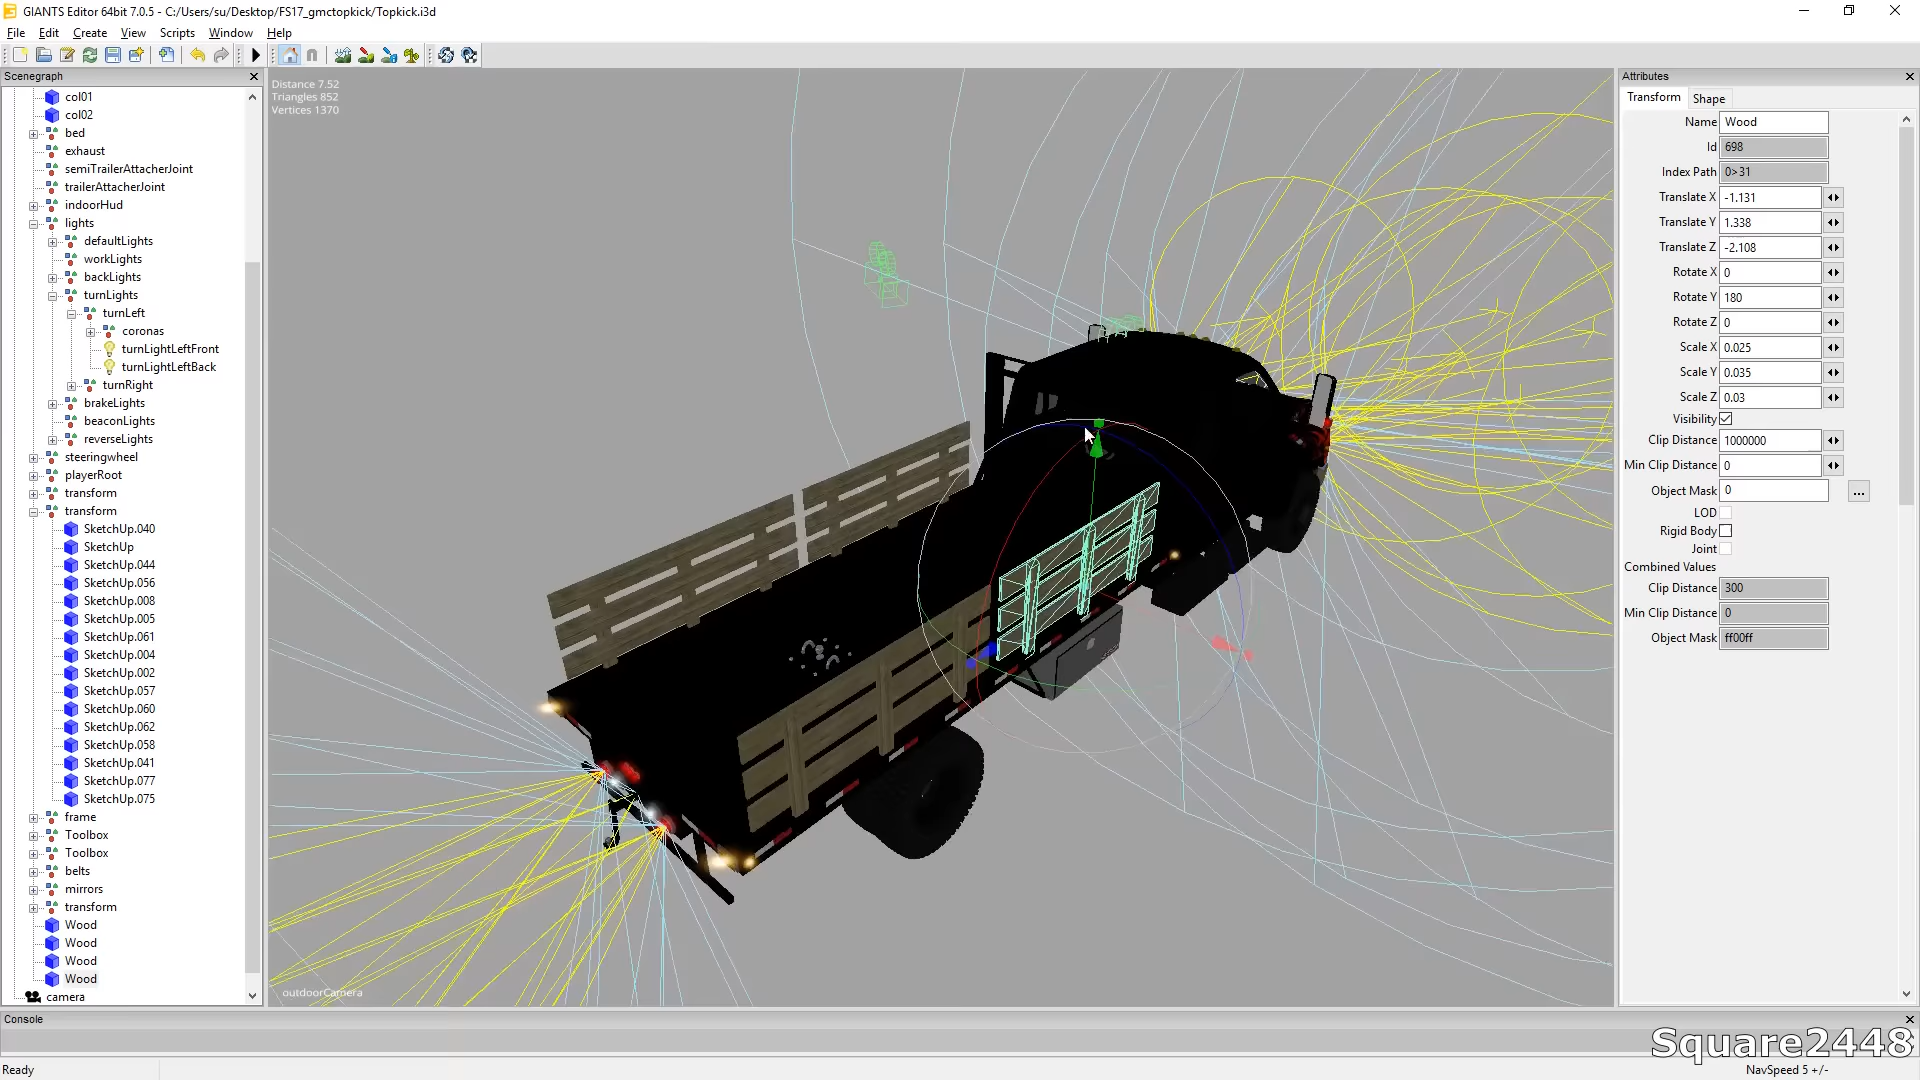 GIANTS Editor 64bit 7.0.5 - C:/Users/su/Desktop/FS17_gmctopkick/Topkick.i3d
File Edit Create View Scripts Window Help
Scenegraph
col01
col02
bed
exhaust
semiTrailerAttacherJoint
trailerAttacherJoint
indoorHud
lights
defaultLights
workLights
backLights
turnLights
turnLeft
coronas
turnLightLeftFront
turnLightLeftBack
turnRight
brakeLights
beaconLights
reverseLights
steeringwheel
playerRoot
transform
transform
SketchUp.040
SketchUp
SketchUp.044
SketchUp.056
SketchUp.008
SketchUp.005
SketchUp.061
SketchUp.004
SketchUp.002
SketchUp.057
SketchUp.060
SketchUp.062
SketchUp.058
SketchUp.041
SketchUp.077
SketchUp.075
frame
Toolbox
Toolbox
belts
mirrors
transform
Wood
Wood
Wood
Wood
camera
Distance 7.52
Triangles 852
Vertices 1370
outdoorCamera
Attributes
Transform Shape
Name Wood
Id 698
Index Path 0>31
Translate X -1.131
Translate Y 1.338
Translate Z -2.108
Rotate X 0
Rotate Y 180
Rotate Z 0
Scale X 0.025
Scale Y 0.035
Scale Z 0.03
Visibility
Clip Distance 1000000
Min Clip Distance 0
Object Mask 0 ...
LOD
Rigid Body
Joint
Combined Values
Clip Distance 300
Min Clip Distance 0
Object Mask ff00ff
Console
Square2448
Ready
NavSpeed 5 +/-